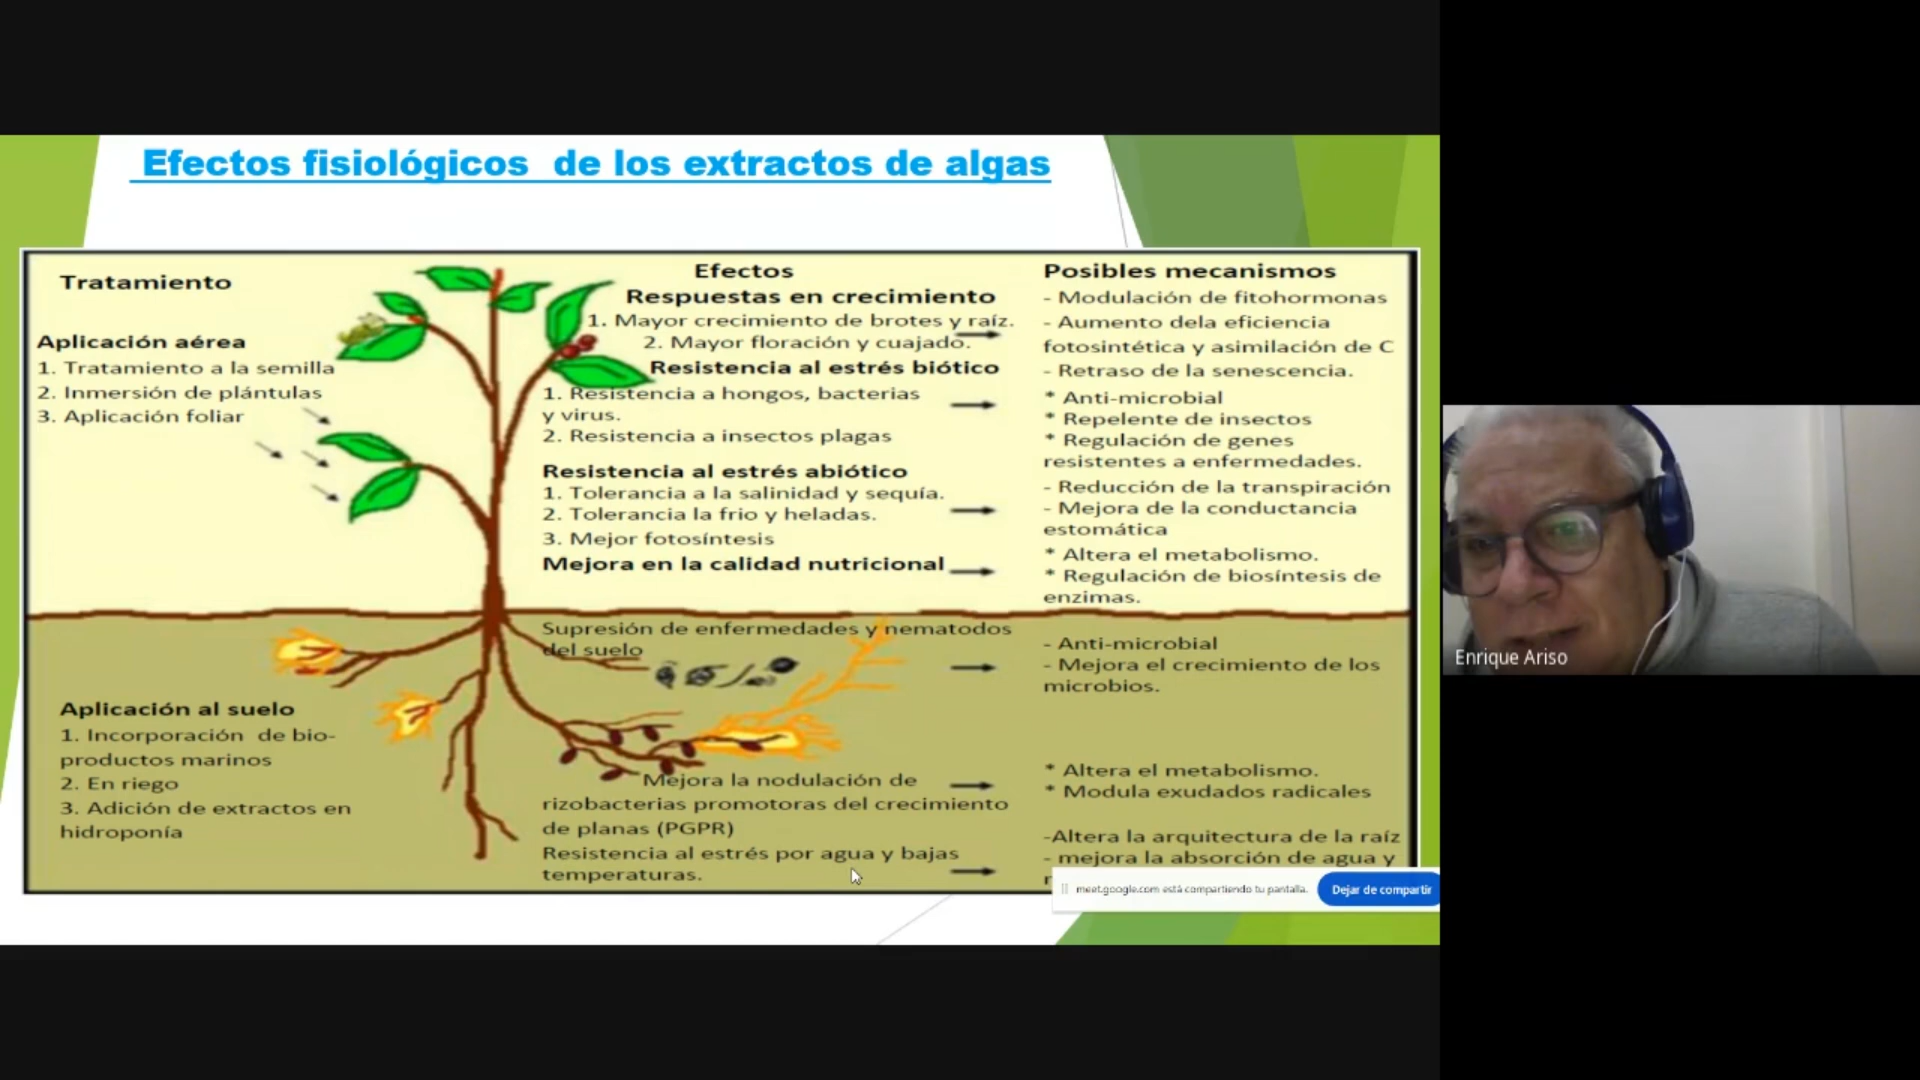 Efectos fisiológicos de los extractos de algas
Tratamiento
Aplicación aérea
1. Tratamiento a la semilla
2. Inmersión de plántulas
3. Aplicación foliar
Efectos
Respuestas en crecimiento
1. Mayor crecimiento de brotes y raíz.
2. Mayor floración y cuajado.
Resistencia al estrés biótico
1. Resistencia a hongos, bacterias
y virus.
2. Resistencia a insectos plagas
Resistencia al estrés abiótico
1. Tolerancia a la salinidad y sequía.
2. Tolerancia la frio y heladas.
3. Mejor fotosíntesis
Mejora en la calidad nutricional
Posibles mecanismos
- Modulación de fitohormonas
- Aumento dela eficiencia
fotosintética y asimilación de C
- Retraso de la senescencia.
* Anti-microbial
* Repelente de insectos
* Regulación de genes
resistentes a enfermedades.
- Reducción de la transpiración
- Mejora de la conductancia
estomática
* Altera el metabolismo.
* Regulación de biosíntesis de
enzimas.
Aplicación al suelo
1. Incorporación de bio-
productos marinos
2. En riego
3. Adición de extractos en
hidroponía
Supresión de enfermedades y nematodos
del suelo
Mejora la nodulación de
rizobacterias promotoras del crecimiento
de planas (PGPR)
Resistencia al estrés por agua y bajas
temperaturas.
- Anti-microbial
- Mejora el crecimiento de los
microbios.
* Altera el metabolismo.
* Modula exudados radicales
-Altera la arquitectura de la raíz
- mejora la absorción de agua y
meet.google.com está compartiendo tu pantalla.
Dejar de compartir
Enrique Ariso